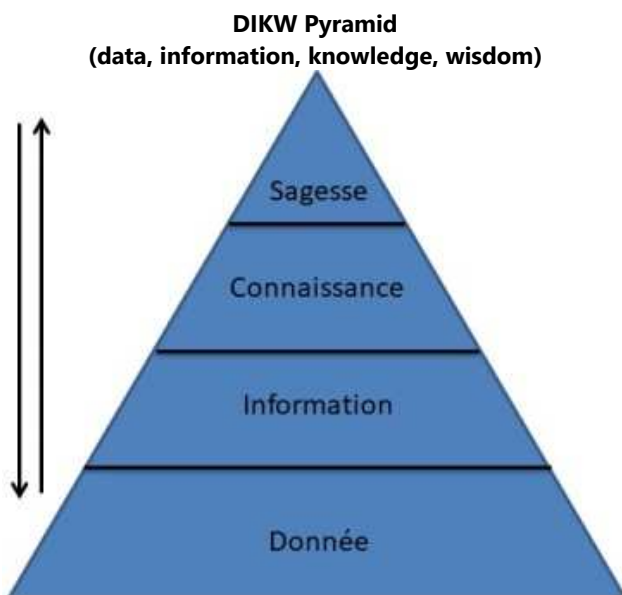 DIKW Pyramid
(data, information, knowledge, wisdom)
Sagesse
Connaissance
Information
Donnée